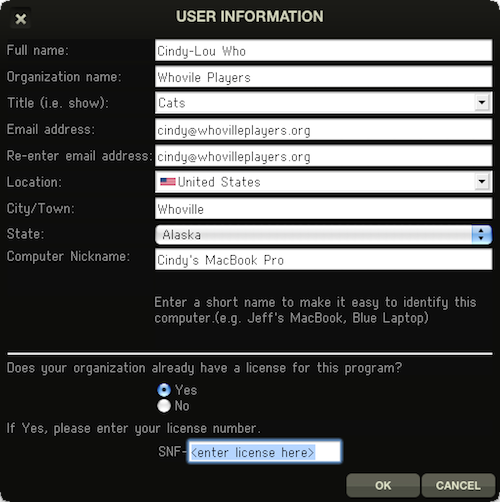 USER INFORMATION
Full name: Cindy-Lou Who
Organization name: Whovile Players
Title (i.e. show): Cats
Email address: cindy@whovilleplayers.org
Re-enter email address: cindy@whovilleplayers.org
Location: United States
City/Town: Whoville
State: Alaska
Computer Nickname: Cindy's MacBook Pro
Enter a short name to make it easy to identify this
computer.(e.g. Jeff's MacBook, Blue Laptop)
Does your organization already have a license for this program?
Yes
No
If Yes, please enter your license number.
SNF-<enter license here>
OK CANCEL